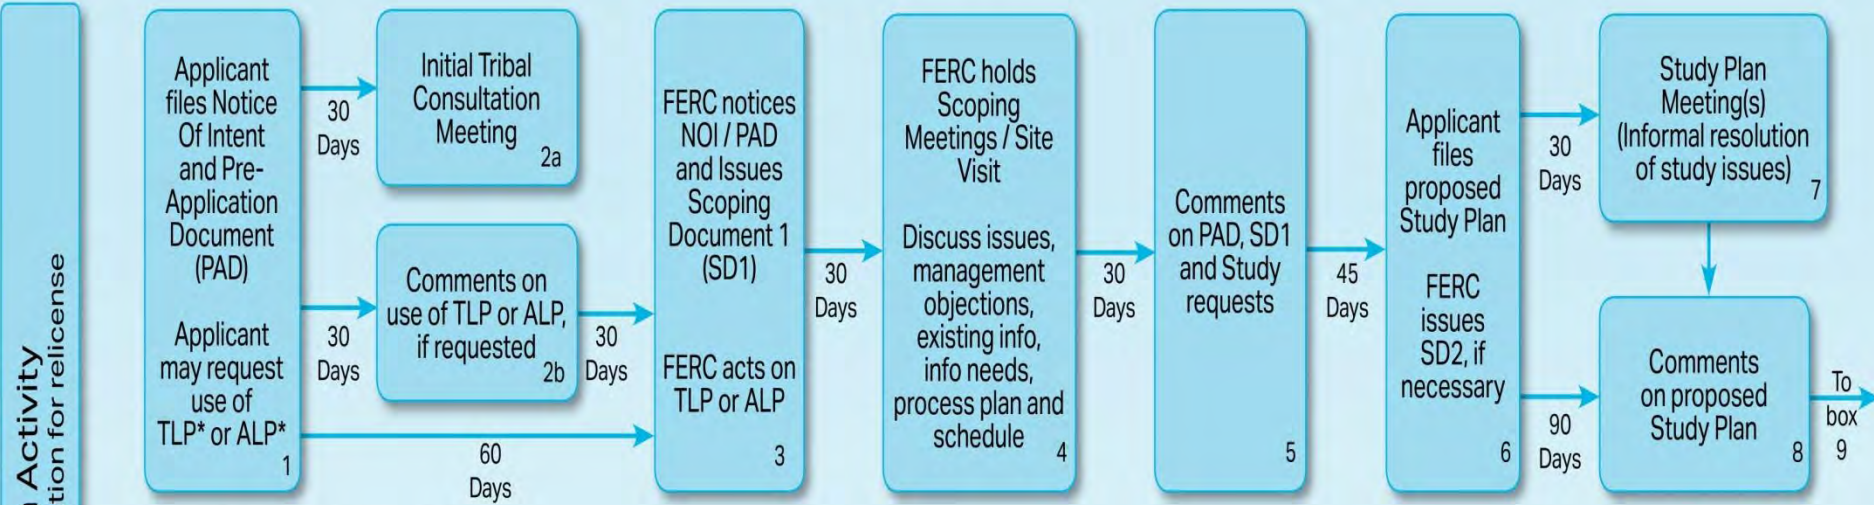 Activity
tion for relicense
Applicant
files Notice
Of Intent
and Pre-
Application
Document
(PAD)
Applicant
may request
use of
TLP* or ALP*
1
30
Days
Initial Tribal
Consultation
Meeting
2a
30
Days
Comments on
use of TLP or ALP,
if requested
2b
30
Days
60
Days
FERC notices
NOI / PAD
and Issues
Scoping
Document 1
(SD1)
FERC acts on
TLP or ALP
3
30
Days
FERC holds
Scoping
Meetings / Site
Visit
Discuss issues,
management
objections,
existing info,
info needs,
process plan and
schedule
4
30
Days
Comments
on PAD, SD1
and Study
requests
5
45
Days
Applicant
files
proposed
Study Plan
FERC
issues
SD2, if
necessary
6
30
Days
Study Plan
Meeting(s)
(Informal resolution
of study issues)
7
90
Days
Comments
on proposed
Study Plan
8
To
box
9